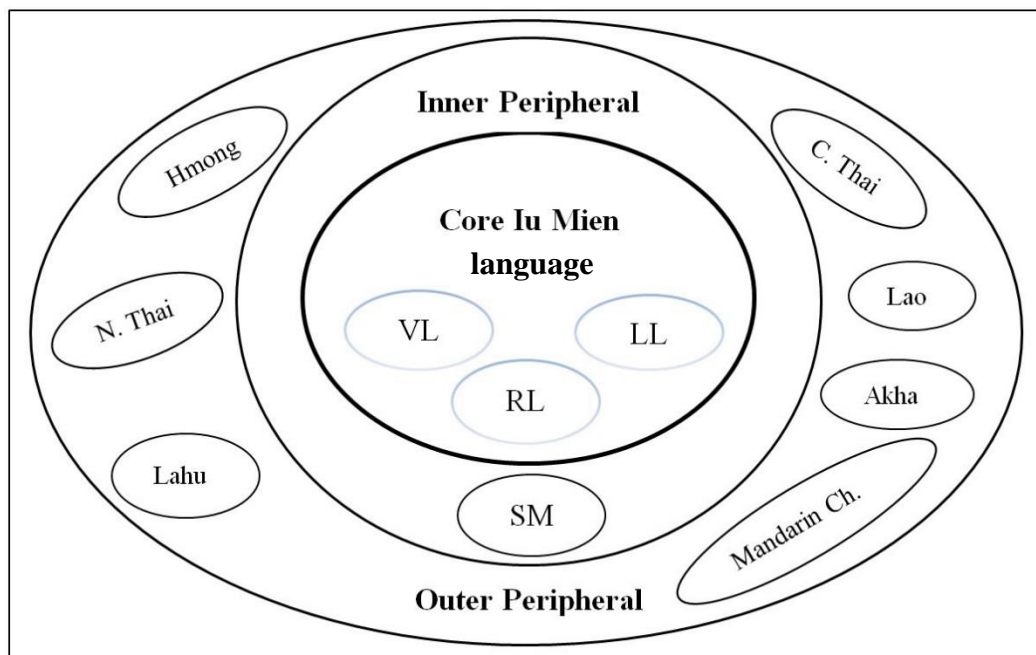 Inner Peripheral
Hmong
C. Thai
Core Iu Mien
language
N. Thai
Lao
VL
LL
RL
Akha
Lahu
SM
Mandarin Ch.
Outer Peripheral